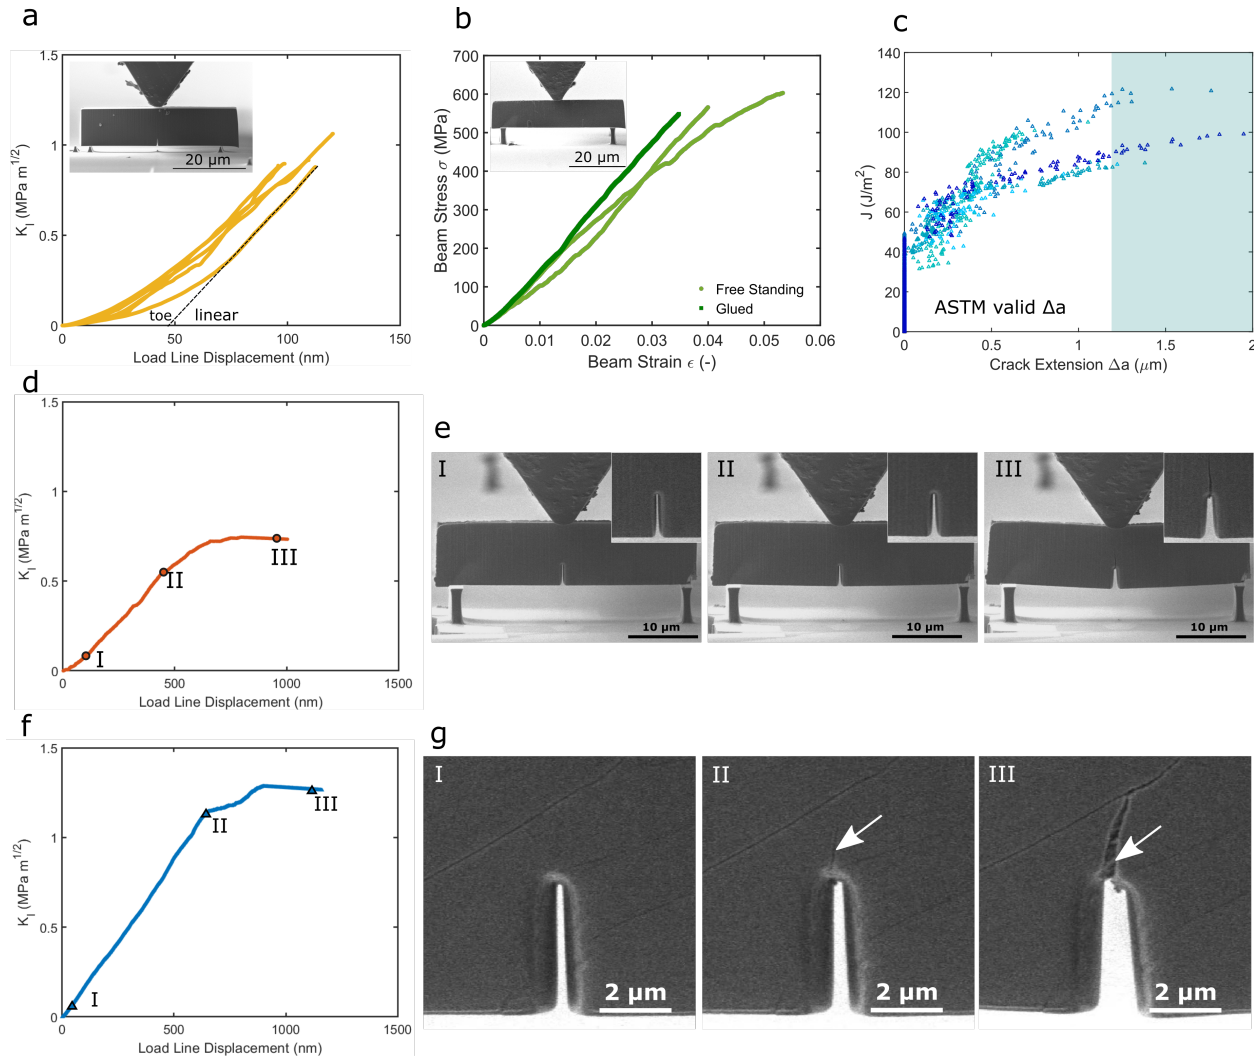 a
1.5
1
0.5
0
K_I (MPa m^1/2)
20 µm
toe
linear
0
50
100
150
Load Line Displacement (nm)
b
700
600
500
400
300
200
100
0
Beam Stress σ (MPa)
20 µm
Free Standing
Glued
0
0.01
0.02
0.03
0.04
0.05
0.06
Beam Strain ϵ (-)
c
140
120
100
80
60
40
20
0
J (J/m²)
ASTM valid Δa
0
0.5
1
1.5
2
Crack Extension Δa (μm)
d
1.5
1
0.5
0
K_I (MPa m^1/2)
I
II
III
0
500
1000
1500
Load Line Displacement (nm)
e
I
10 µm
II
10 µm
III
10 µm
f
1.5
1
0.5
0
K_I (MPa m^1/2)
I
II
III
0
500
1000
1500
Load Line Displacement (nm)
g
I
2 µm
II
2 µm
III
2 µm